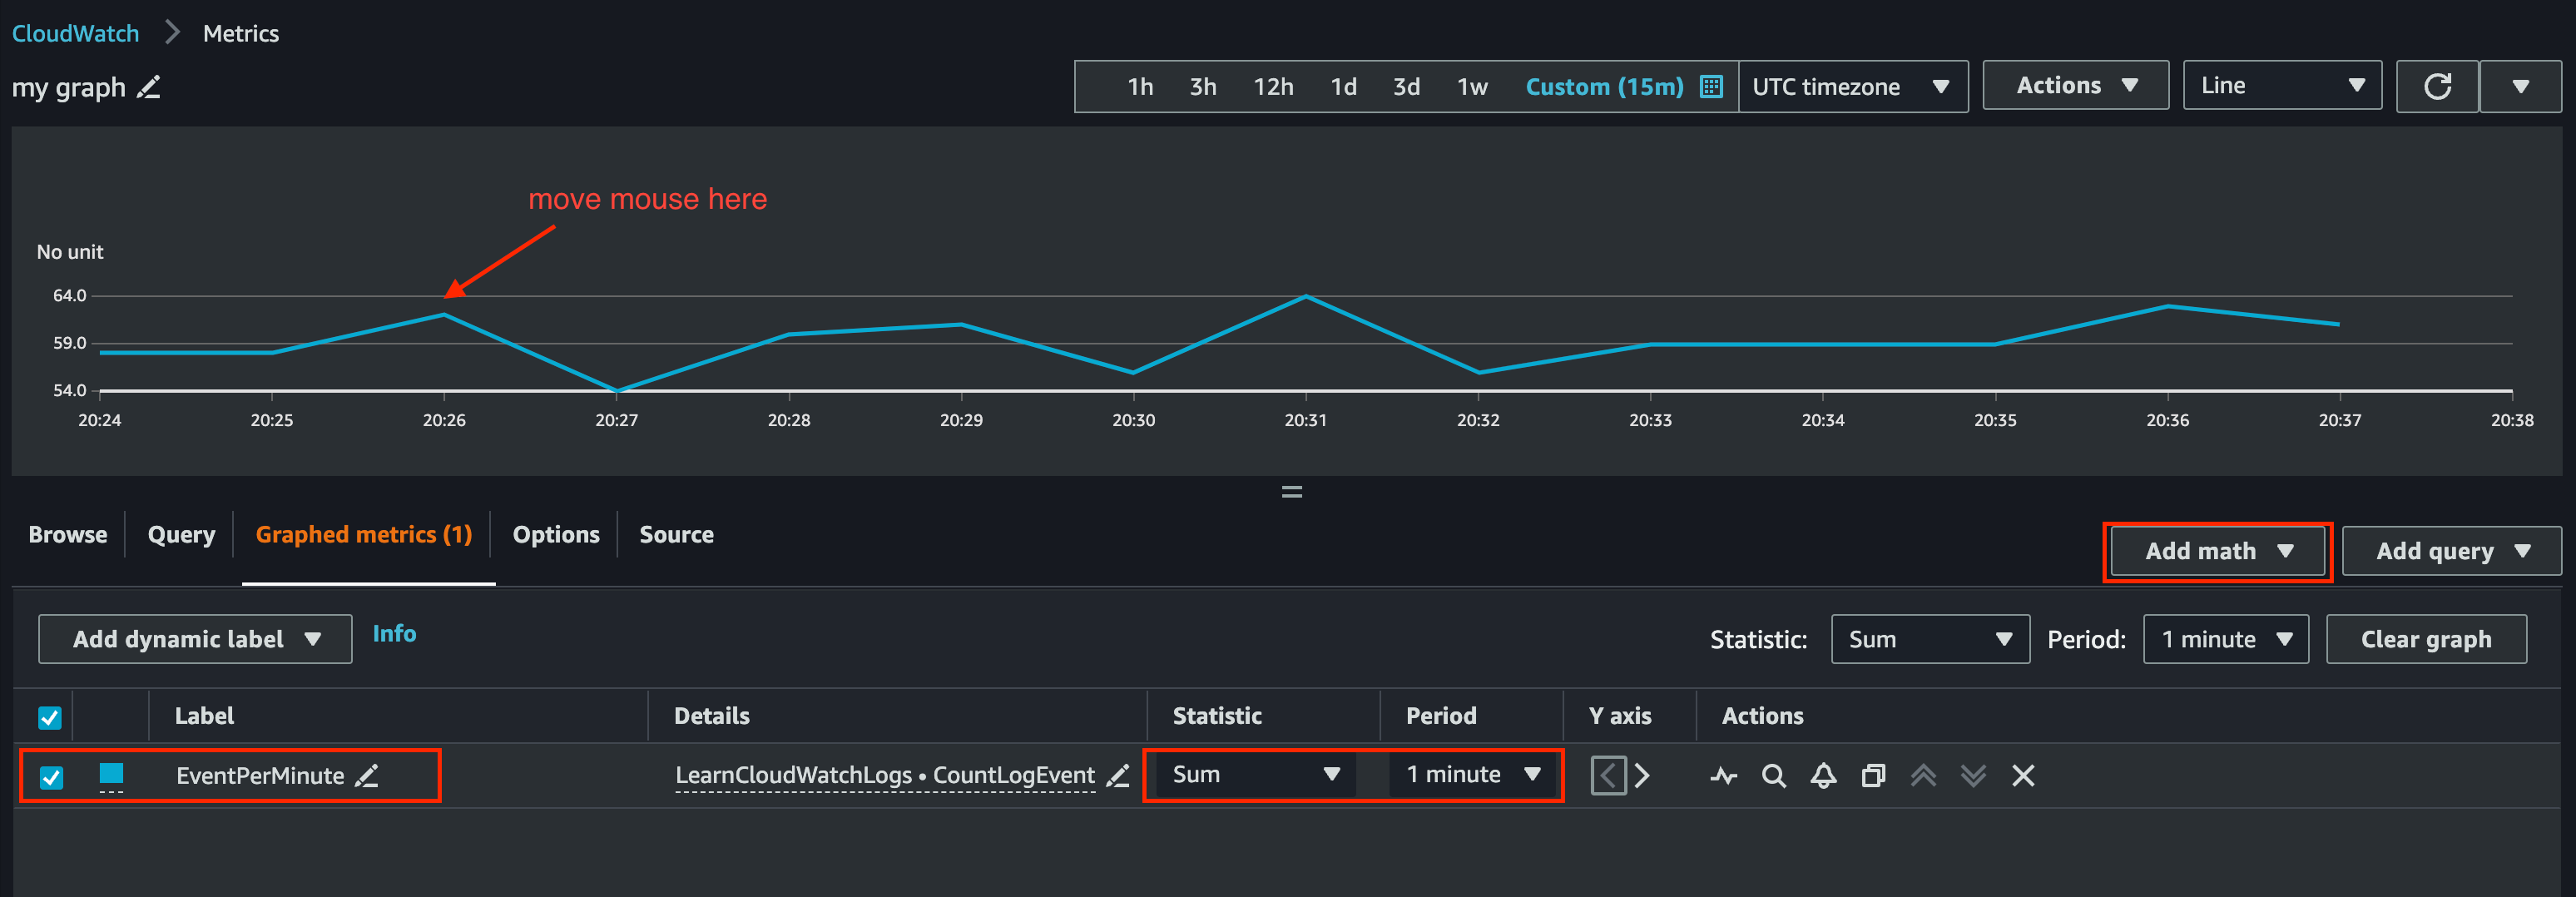 CloudWatch > Metrics
my graph
1h 3h 12h 1d 3d 1w Custom (15m) UTC timezone Actions Line
move mouse here
No unit
64.0
59.0
54.0
20:24 20:25 20:26 20:27 20:28 20:29 20:30 20:31 20:32 20:33 20:34 20:35 20:36 20:37 20:38
Browse Query Graphed metrics (1) Options Source Add math Add query
Add dynamic label Info Statistic: Sum Period: 1 minute Clear graph
Label Details Statistic Period Y axis Actions
EventPerMinute LearnCloudWatchLogs • CountLogEvent Sum 1 minute